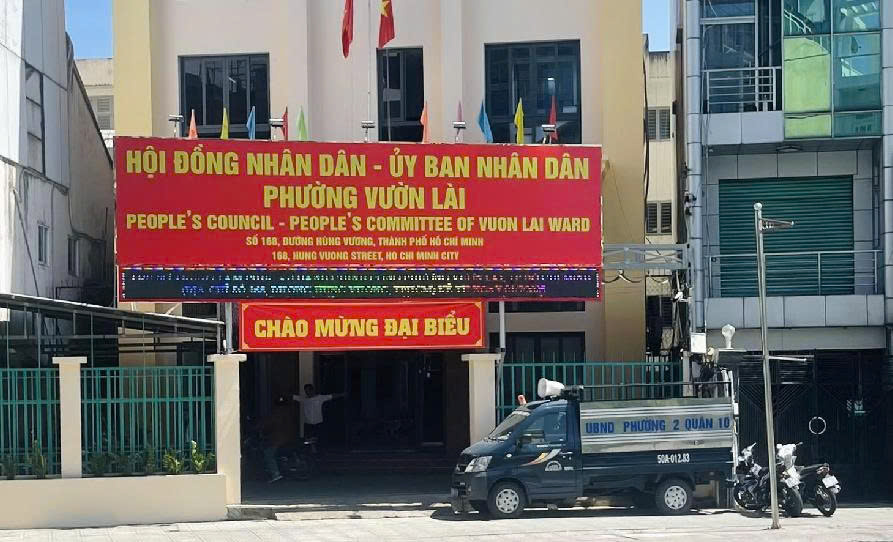 HỘI ĐỒNG NHÂN DÂN - ỦY BAN NHÂN DÂN
PHƯỜNG VƯỜN LÀI
PEOPLE'S COUNCIL - PEOPLE'S COMMITTEE OF VUON LAI WARD
SỐ 168, ĐƯỜNG HÙNG VƯƠNG, THÀNH PHỐ HỒ CHÍ MINH
168, HUNG VUONG STREET, HO CHI MINH CITY
CHÀO MỪNG ĐẠI BIỂU
UBND PHƯỜNG 2 QUẬN 10
50A-012.83